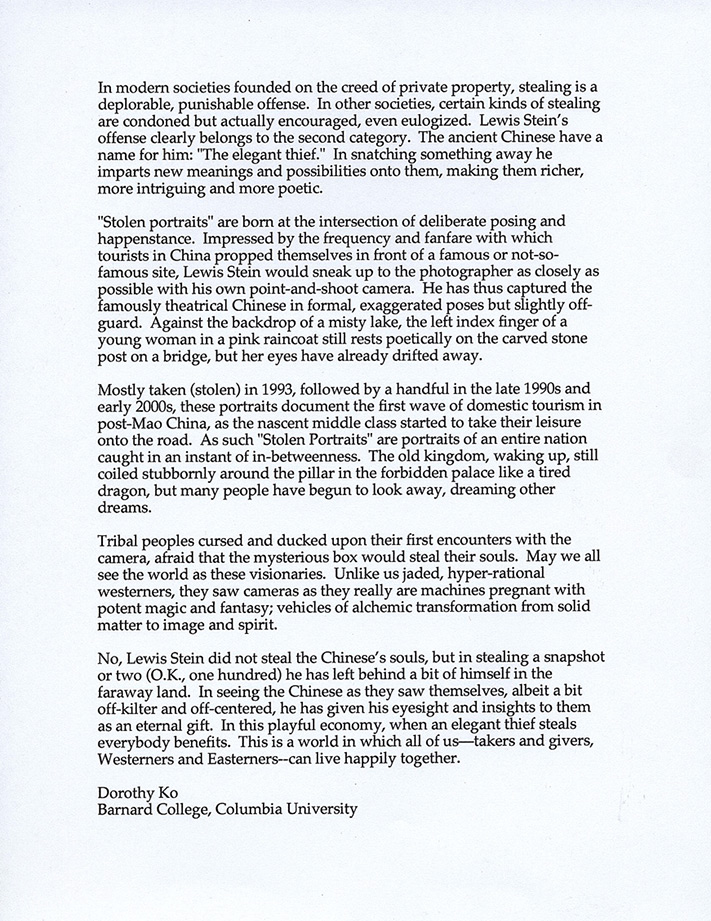 In modern societies founded on the creed of private property, stealing is a
deplorable, punishable offense.  In other societies, certain kinds of stealing
are condoned but actually encouraged, even eulogized.  Lewis Stein's
offense clearly belongs to the second category.  The ancient Chinese have a
name for him: "The elegant thief."  In snatching something away he
imparts new meanings and possibilities onto them, making them richer,
more intriguing and more poetic.

"Stolen portraits" are born at the intersection of deliberate posing and
happenstance.  Impressed by the frequency and fanfare with which
tourists in China propped themselves in front of a famous or not-so-
famous site, Lewis Stein would sneak up to the photographer as closely as
possible with his own point-and-shoot camera.  He has thus captured the
famously theatrical Chinese in formal, exaggerated poses but slightly off-
guard.  Against the backdrop of a misty lake, the left index finger of a
young woman in a pink raincoat still rests poetically on the carved stone
post on a bridge, but her eyes have already drifted away.

Mostly taken (stolen) in 1993, followed by a handful in the late 1990s and
early 2000s, these portraits document the first wave of domestic tourism in
post-Mao China, as the nascent middle class started to take their leisure
onto the road.  As such "Stolen Portraits" are portraits of an entire nation
caught in an instant of in-betweenness.  The old kingdom, waking up, still
coiled stubbornly around the pillar in the forbidden palace like a tired
dragon, but many people have begun to look away, dreaming other
dreams.

Tribal peoples cursed and ducked upon their first encounters with the
camera, afraid that the mysterious box would steal their souls.  May we all
see the world as these visionaries.  Unlike us jaded, hyper-rational
westerners, they saw cameras as they really are machines pregnant with
potent magic and fantasy; vehicles of alchemic transformation from solid
matter to image and spirit.

No, Lewis Stein did not steal the Chinese's souls, but in stealing a snapshot
or two (O.K., one hundred) he has left behind a bit of himself in the
faraway land.  In seeing the Chinese as they saw themselves, albeit a bit
off-kilter and off-centered, he has given his eyesight and insights to them
as an eternal gift.  In this playful economy, when an elegant thief steals
everybody benefits.  This is a world in which all of us—takers and givers,
Westerners and Easterners--can live happily together.

Dorothy Ko
Barnard College, Columbia University